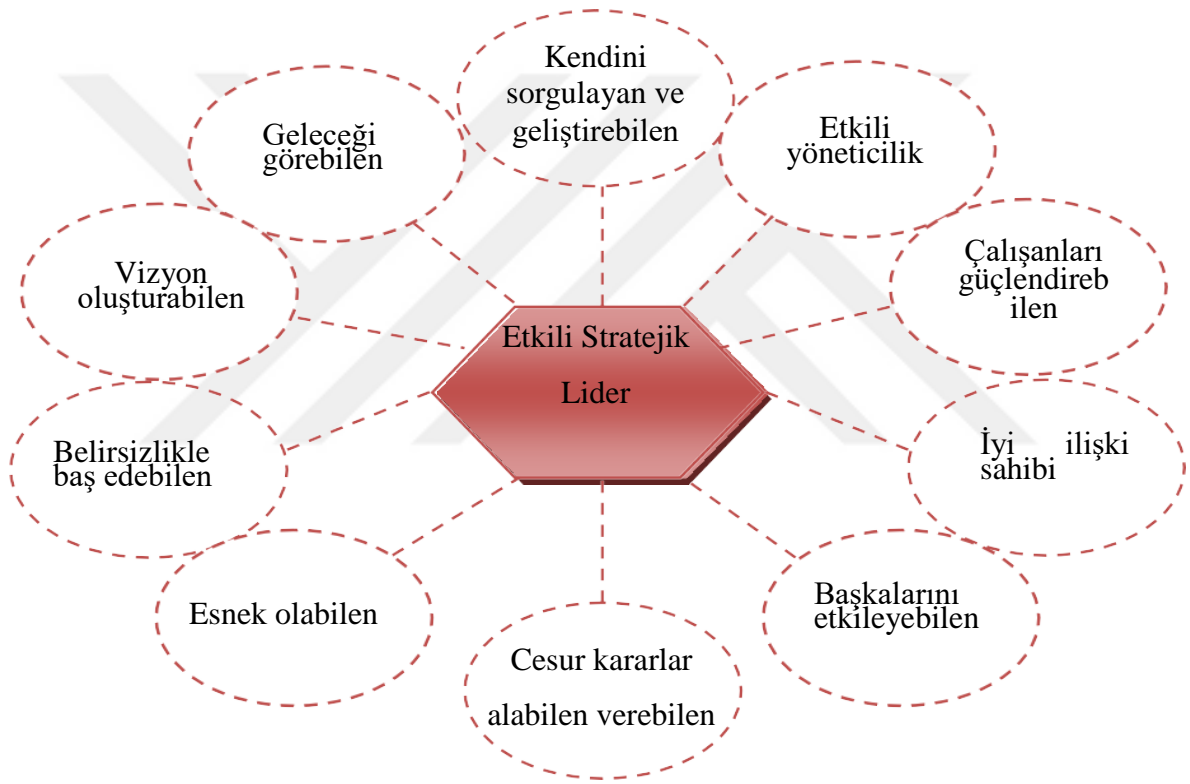 Kendini
sorgulayan ve
geliştirebilen
Geleceği
görebilen
Etkili
yöneticilik
Vizyon
oluşturabilen
Çalışanları
güçlendireb
ilen
Etkili Stratejik
Lider
Belirsizlikle
baş edebilen
İyi ilişki
sahibi
Esnek olabilen
Başkalarını
etkileyebilen
Cesur kararlar
alabilen verebilen